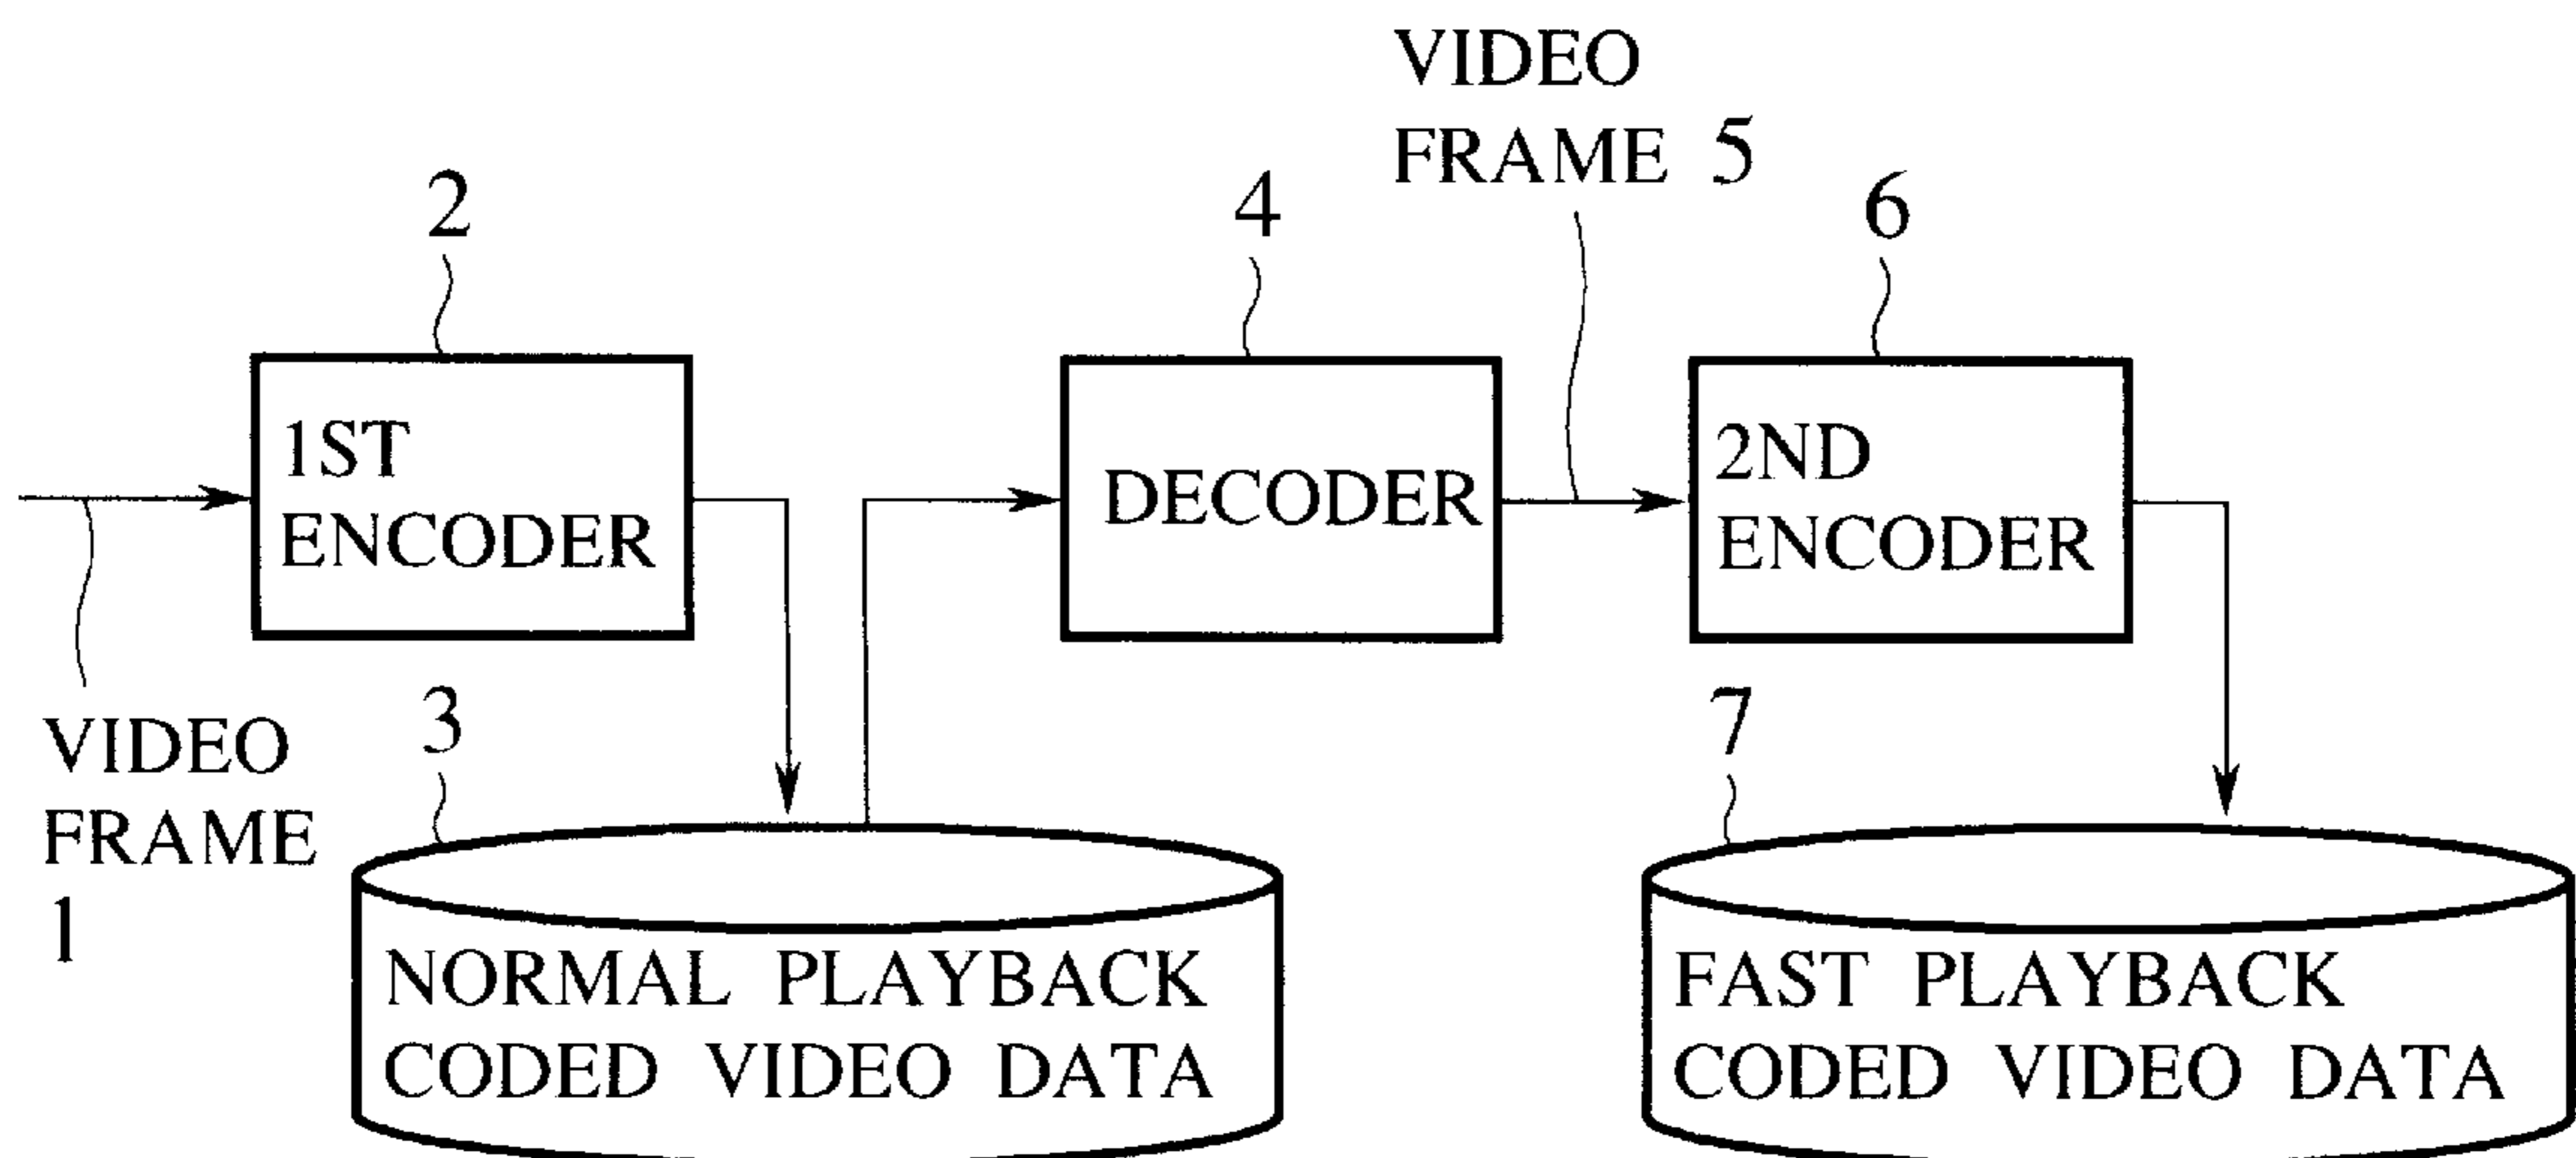 VIDEO
FRAME 5
2
4
6
1ST
ENCODER
DECODER
2ND
ENCODER
VIDEO
FRAME
1
3
7
NORMAL PLAYBACK
CODED VIDEO DATA
FAST PLAYBACK
CODED VIDEO DATA